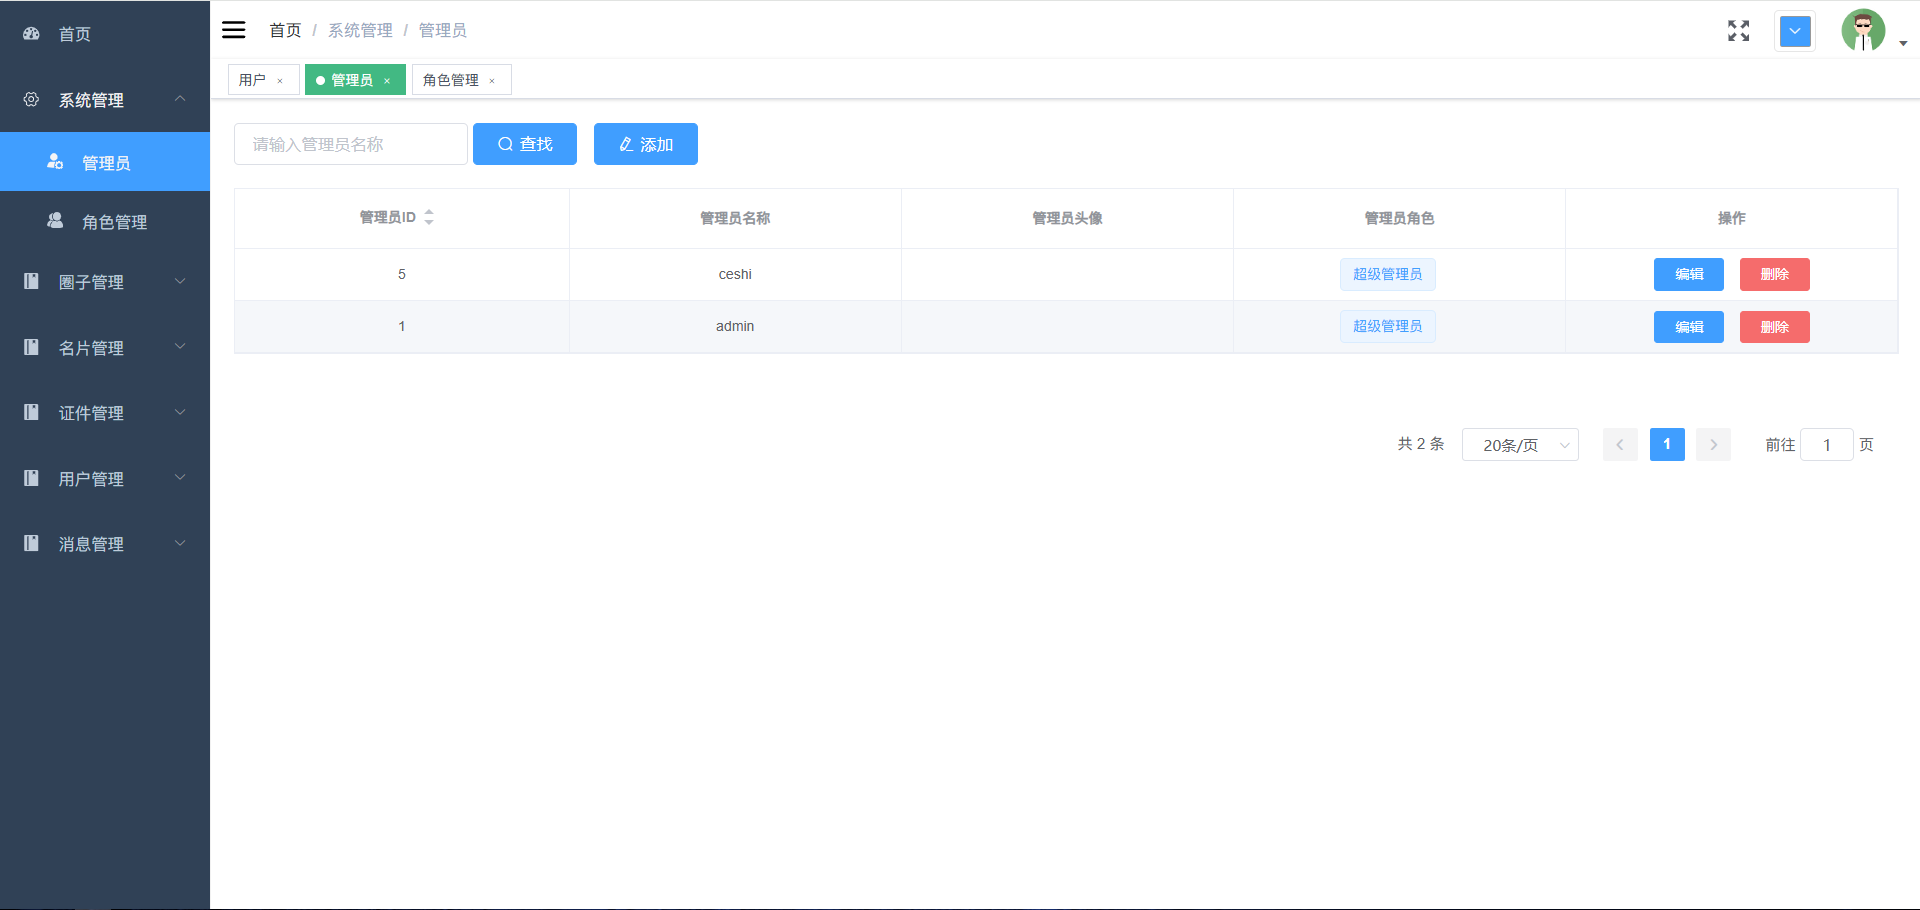 首页
系统管理
管理员
角色管理
圈子管理
名片管理
证件管理
用户管理
消息管理
首页 / 系统管理 / 管理员
用户 × 管理员 × 角色管理 ×
请输入管理员名称 查找 添加
管理员ID 管理员名称 管理员头像 管理员角色 操作
5 ceshi 超级管理员 编辑 删除
1 admin 超级管理员 编辑 删除
共 2 条 20条/页 1 前往 1 页